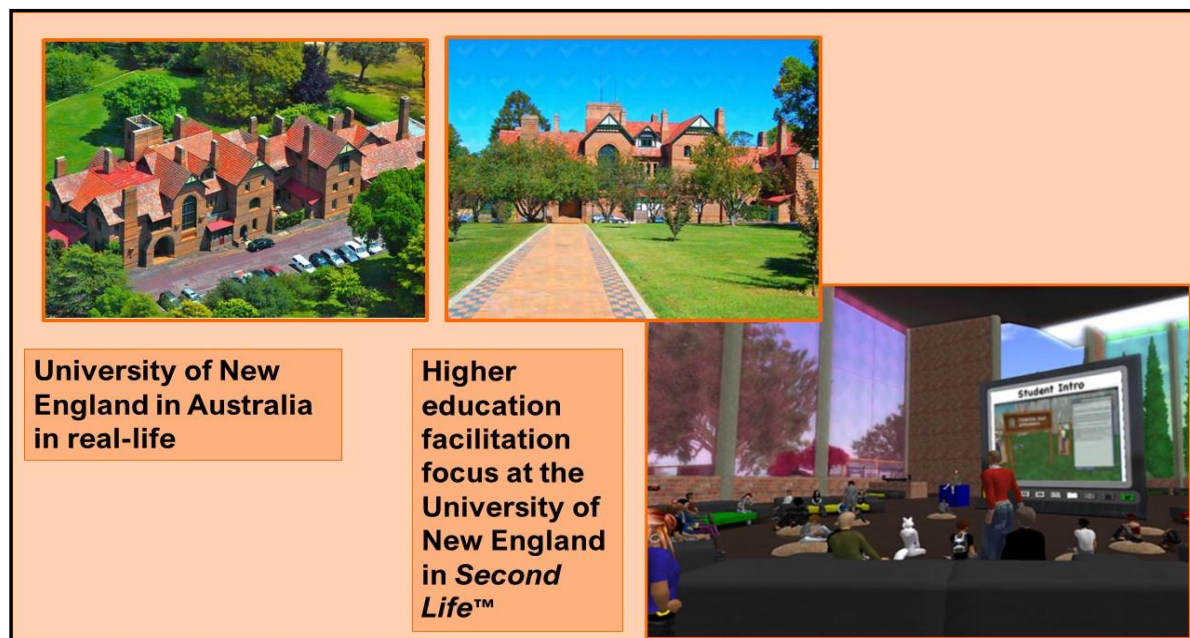 University of New
England in Australia
in real-life
Higher
education
facilitation
focus at the
University of
New England
in Second
Life™
Student Intro